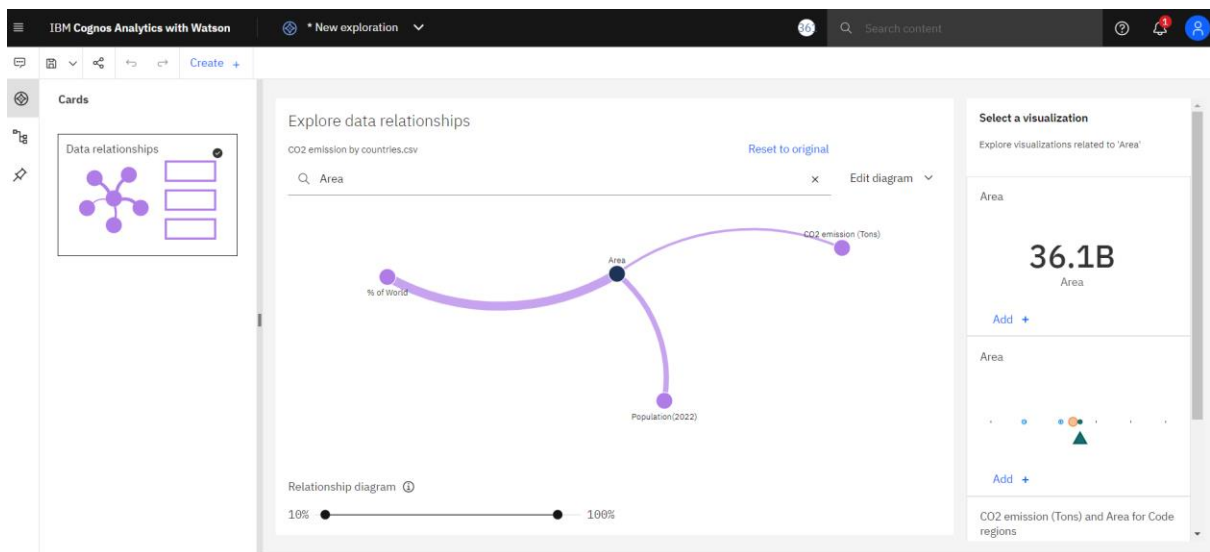 IBM Cognos Analytics with Watson
* New exploration
Search content
1
Create +
Cards
Data relationships
Explore data relationships
CO2 emission by countries.csv
Reset to original
Area
×
Edit diagram
CO2 emission (Tons)
Area
% of World
Population(2022)
Relationship diagram
10%
100%
Select a visualization
Explore visualizations related to 'Area'
Area
36.1B
Area
Add +
Area
Add +
CO2 emission (Tons) and Area for Code
regions